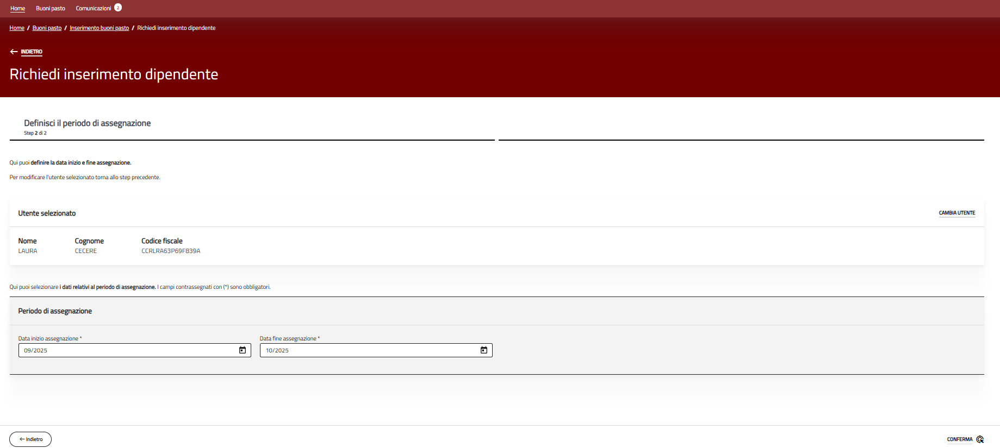 Home Buoni pasto Comunicazioni 2
Home / Buoni pasto / Inserimento buoni pasto / Richiedi inserimento dipendente
INDIETRO
Richiedi inserimento dipendente
Definisci il periodo di assegnazione
Step 2 di 2
Qui puoi definire la data inizio e fine assegnazione.
Per modificare l'utente selezionato torna allo step precedente.
Utente selezionato CAMBIA UTENTE
Nome Cognome Codice fiscale
LAURA CECERE CCRLRA63P69F839A
Qui puoi selezionare i dati relativi al periodo di assegnazione. I campi contrassegnati con (*) sono obbligatori.
Periodo di assegnazione
Data inizio assegnazione * Data fine assegnazione *
09/2025 10/2025
Indietro CONFERMA